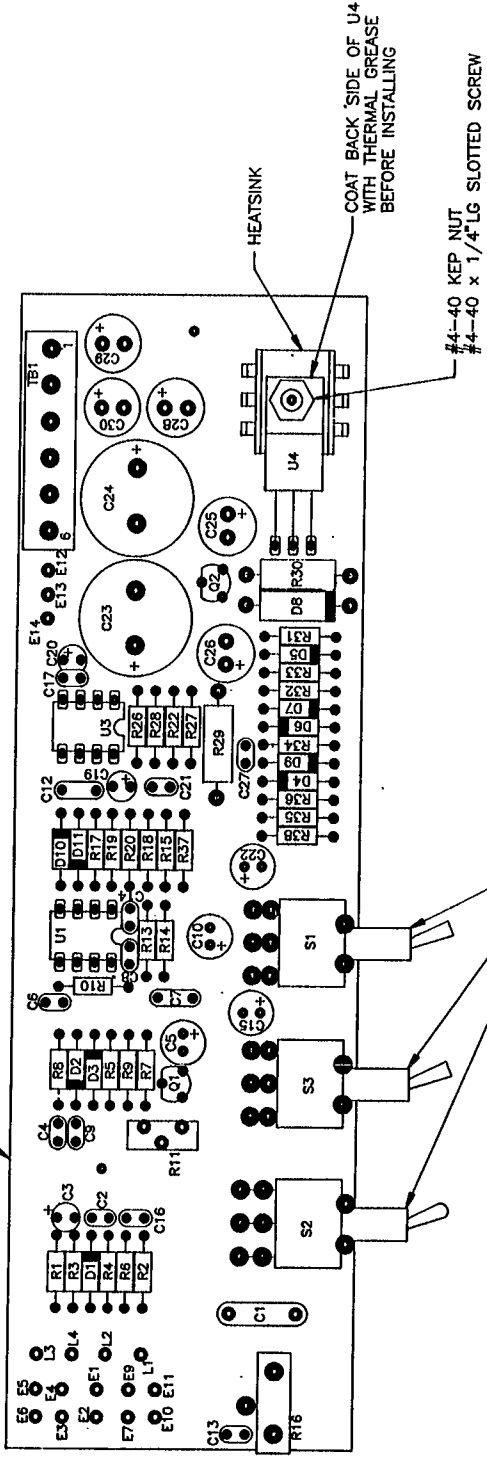 HEATSINK
COAT BACK SIDE OF U4
WITH THERMAL GREASE
BEFORE INSTALLING
#4-40 KEP NUT
#4-40 x 1/4"LG SLOTTED SCREW
TB1
1
6
C29
C30
C28
C24
C23
C25
C26
Q2
U4
R30
D8
E12
E13
E14
C20
C17
U3
C19
C12
C21
R26
R28
R22
R27
R29
C27
R31
D5
R33
R32
D7
D6
R34
D9
D4
R36
R35
R38
D10
D11
R17
R19
R20
R18
R15
R37
C22
U1
C8
R13
R14
C10
R10
C6
C7
C15
S1
S3
S2
R8
D2
D3
R5
R9
R7
C5
Q1
R11
C4
C9
C3
C2
C16
R1
R3
D1
R4
R6
R2
C1
L3
L4
L2
L1
E5
E4
E1
E9
E11
E6
E3
E2
E7
E10
C13
R16